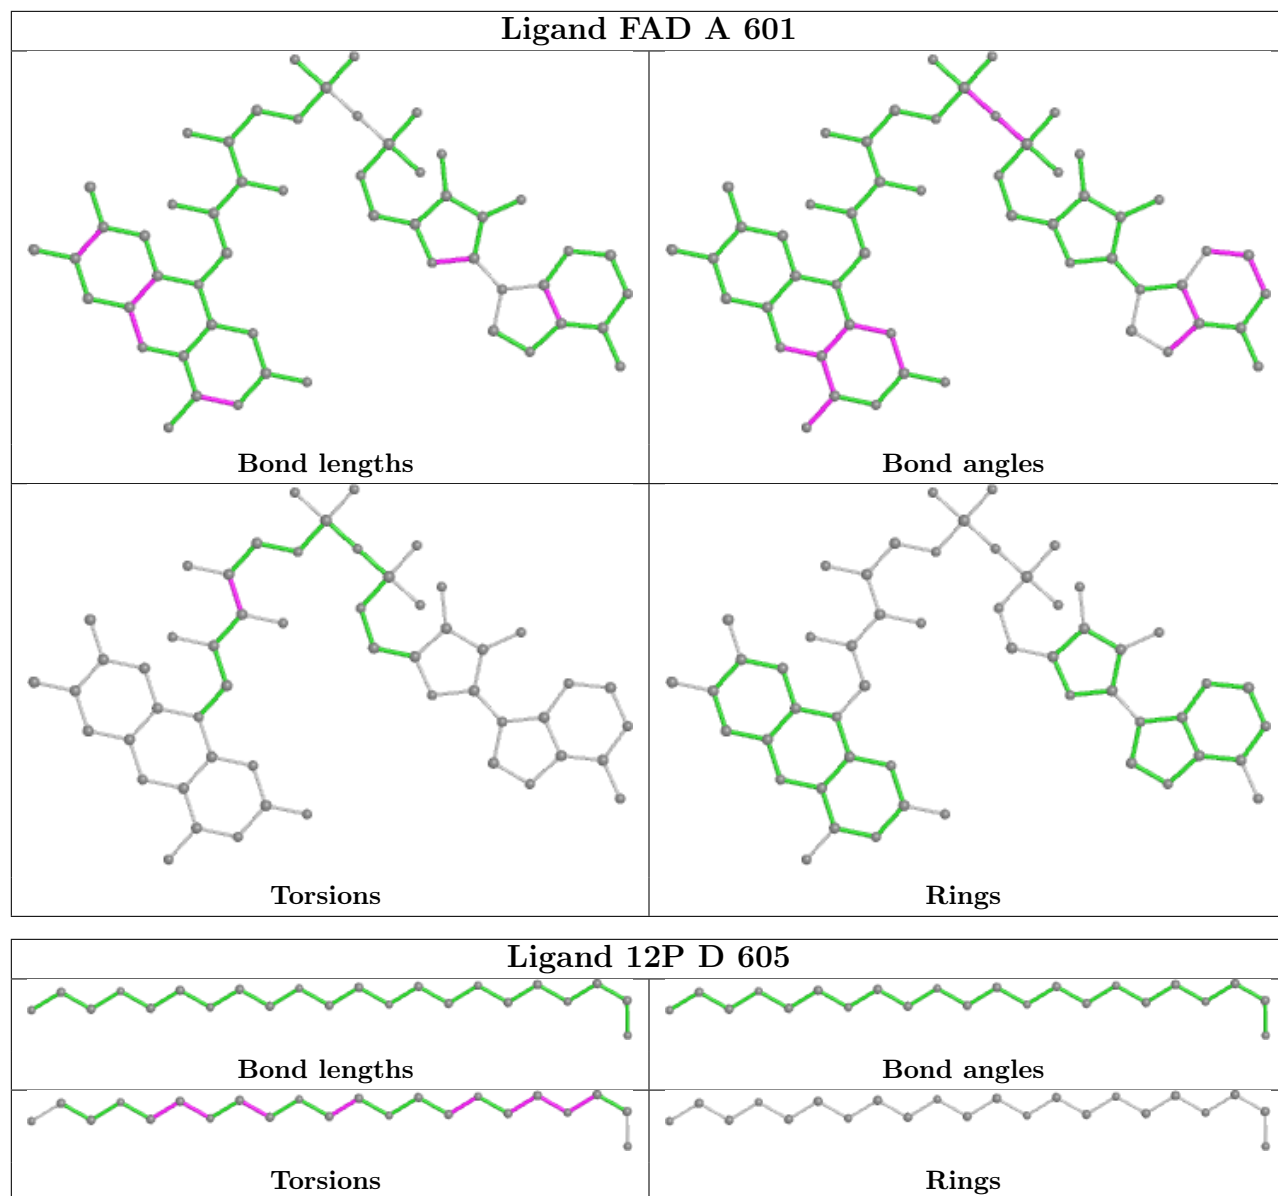 Ligand FAD A 601
Bond lengths
Bond angles
Torsions
Rings
Ligand 12P D 605
Bond lengths
Bond angles
Torsions
Rings